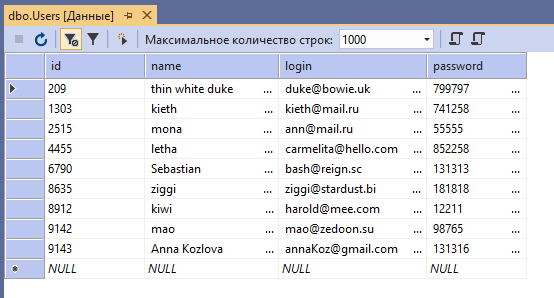 dbo.Users [Данные]
Максимальное количество строк: 1000
id name login password
209 thin white duke ... duke@bowie.uk ... 799797 ...
1303 kieth ... kieth@mail.ru ... 741258 ...
2515 mona ... ann@mail.ru ... 55555 ...
4455 letha ... carmelita@hello.com ... 852258 ...
6790 Sebastian ... bash@reign.sc ... 131313 ...
8635 ziggi ... ziggi@stardust.bi ... 181818 ...
8912 kiwi ... harold@mee.com ... 12211 ...
9142 mao ... mao@zedoon.su ... 98765 ...
9143 Anna Kozlova ... annaKoz@gmail.com ... 131316 ...
NULL NULL NULL NULL